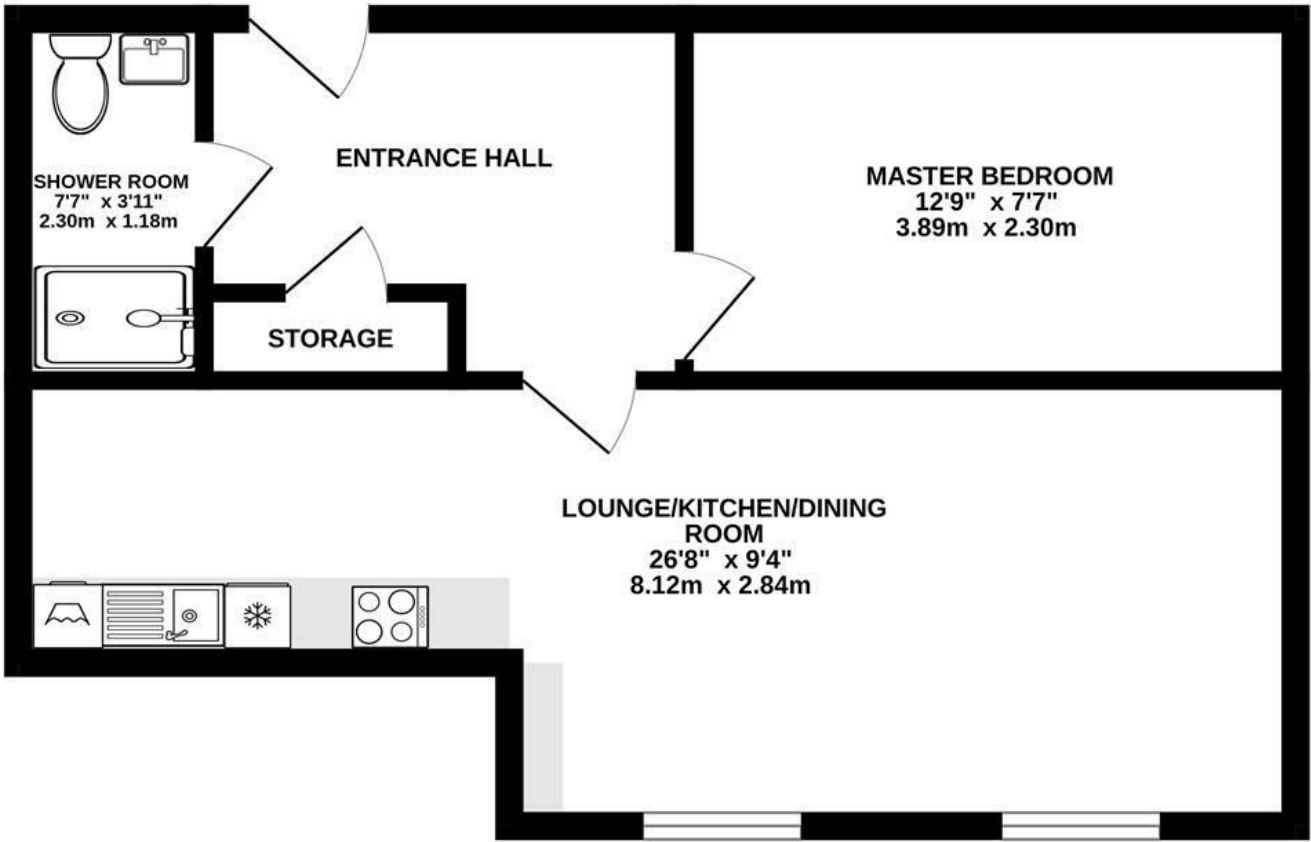 ENTRANCE HALL
SHOWER ROOM
7'7" x 3'11"
2.30m x 1.18m
MASTER BEDROOM
12'9" x 7'7"
3.89m x 2.30m
STORAGE
LOUNGE/KITCHEN/DINING
ROOM
26'8" x 9'4"
8.12m x 2.84m